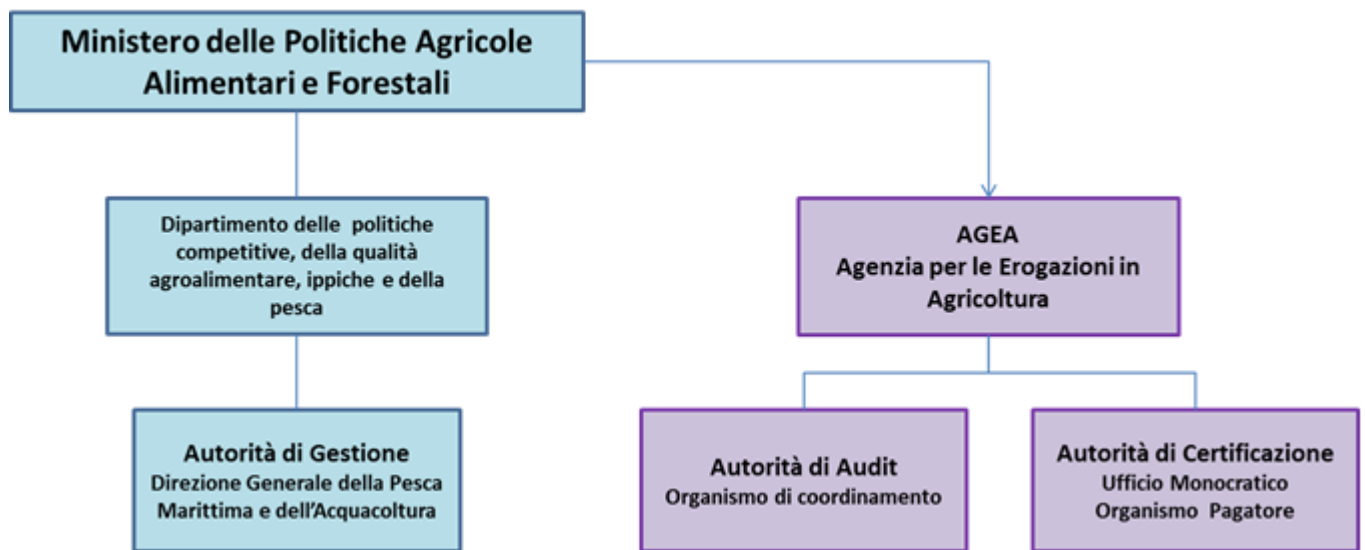 Ministero delle Politiche Agricole
Alimentari e Forestali
Dipartimento delle politiche
competitive, della qualità
agroalimentare, ippiche e della
pesca
AGEA
Agenzia per le Erogazioni in
Agricoltura
Autorità di Gestione
Direzione Generale della Pesca
Marittima e dell’Acquacoltura
Autorità di Audit
Organismo di coordinamento
Autorità di Certificazione
Ufficio Monocratico
Organismo Pagatore